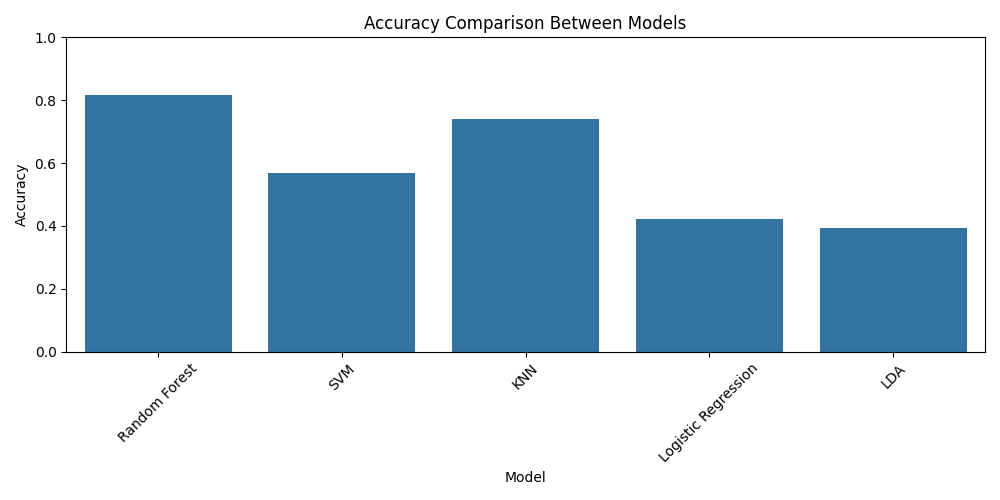 Accuracy Comparison Between Models
Accuracy
1.0
0.8
0.6
0.4
0.2
0.0
Random Forest
SVM
KNN
Logistic Regression
LDA
Model